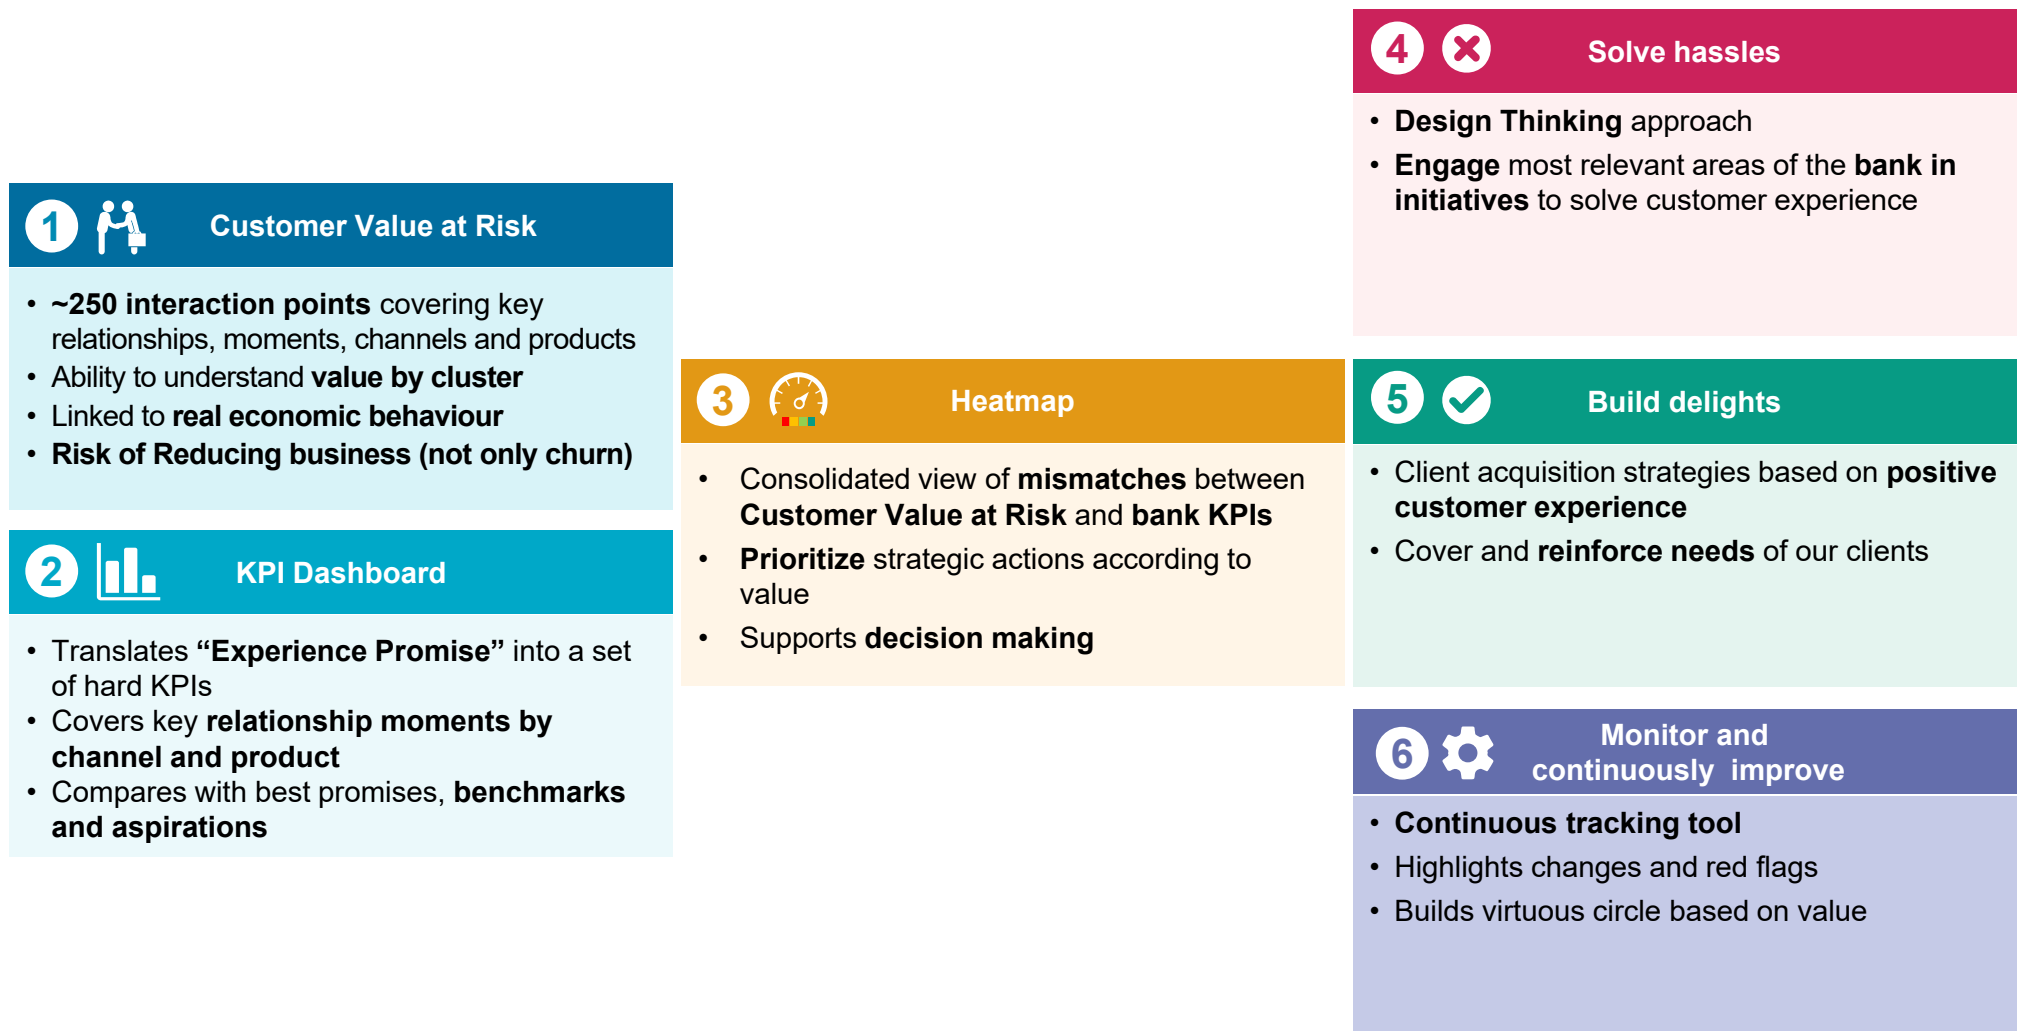 1 Customer Value at Risk
• ~250 interaction points covering key
relationships, moments, channels and products
• Ability to understand value by cluster
• Linked to real economic behaviour
• Risk of Reducing business (not only churn)
2 KPI Dashboard
• Translates “Experience Promise” into a set
of hard KPIs
• Covers key relationship moments by
channel and product
• Compares with best promises, benchmarks
and aspirations
3 Heatmap
• Consolidated view of mismatches between
Customer Value at Risk and bank KPIs
• Prioritize strategic actions according to
value
• Supports decision making
4 Solve hassles
• Design Thinking approach
• Engage most relevant areas of the bank in
initiatives to solve customer experience
5 Build delights
• Client acquisition strategies based on positive
customer experience
• Cover and reinforce needs of our clients
6 Monitor and
continuously improve
• Continuous tracking tool
• Highlights changes and red flags
• Builds virtuous circle based on value